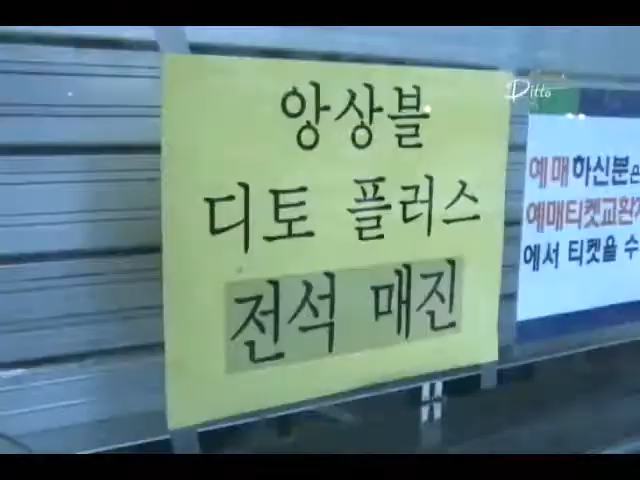 앙상블
디토 플러스
전석 매진
Ditto
예매 하신분은
예매티켓교환
에서 티켓을 수